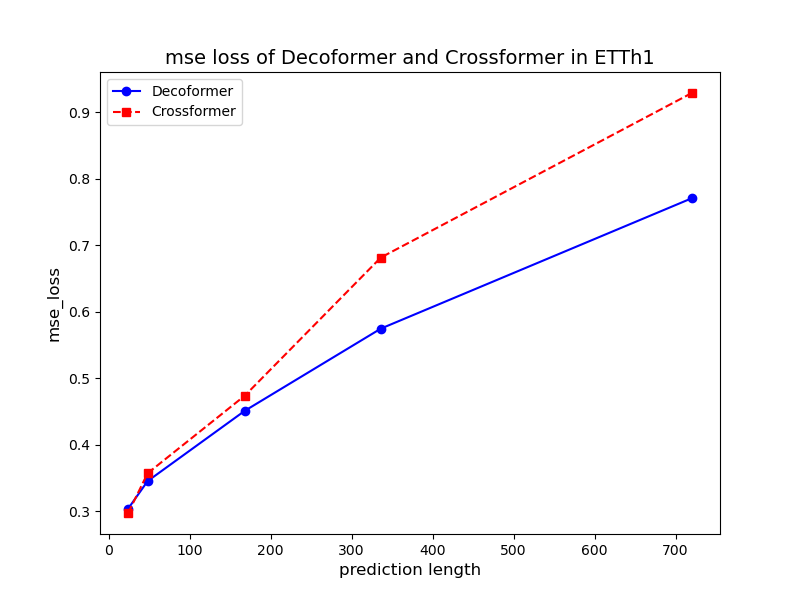 mse loss of Decoformer and Crossformer in ETTh1
Decoformer
Crossformer
mse_loss
0.9
0.8
0.7
0.6
0.5
0.4
0.3
0 100 200 300 400 500 600 700
prediction length